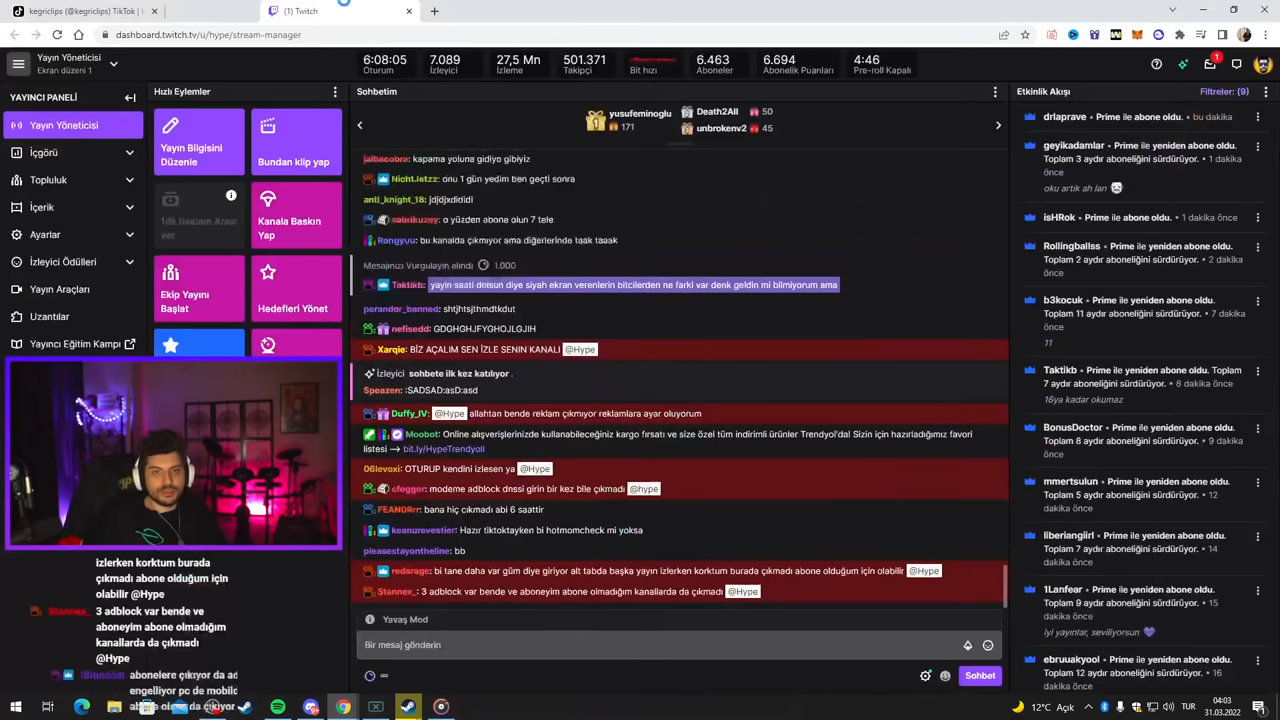 kegriclips (@kegriclips) TikTok |
(1) Twitch
dashboard.twitch.tv/u/hype/stream-manager
Yayın Yöneticisi
Ekran düzeni 1
6:08:05
Oturum
7.089
İzleyici
27,5 Mn
İzleme
501.371
Takipçi
Bit hızı
6.463
Aboneler
6.694
Abonelik Puanları
4:46
Pre-roll Kapalı
1
YAYINCI PANELİ
Yayın Yöneticisi
İçgörü
Topluluk
İçerik
Ayarlar
İzleyici Ödülleri
Yayın Araçları
Uzantılar
Yayıncı Eğitim Kampı
Hızlı Eylemler
Yayın Bilgisini
Düzenle
Bundan klip yap
ver
Kanala Baskın
Yap
Ekip Yayını
Başlat
Hedefleri Yönet
Sohbetim
yusufeminoglu
171
Death2All 50
unbrokenv2 45
jailbacobra: kapama yoluna gidiyo gibiyiz
NichtJetzz: onu 1 gün yedim ben geçti sonra
anti_knight_18: jdjdjxdididi
o yüzden abone olun 7 tele
Rongyuu: bu kanalda çıkmıyor ama diğerlerinde taak taaak
Mesajınızı Vurgulayın alındı 1.000
Taktikb: yayin saati dolsun diye siyah ekran verenlerin bitcilerden ne farki var denk geldin mi bilmiyorum ama
perandor_banned: shtjhtsjthmdtkdut
nefisedd: GDGHGHJFYGHOJLGJIH
Xarqie: BİZ AÇALIM SEN İZLE SENIN KANALI @Hype
İzleyici sohbete ilk kez katılıyor .
Speazen: :SADSAD:asD:asd
Duffy_IV: @Hype allahtan bende reklam çıkmıyor reklamlara ayar oluyorum
Moobot: Online alışverişlerinizde kullanabileceğiniz kargo fırsatı ve size özel tüm indirimli ürünler Trendyol'da! Sizin için hazırladığımız favori
listesi --> bit.ly/HypeTrendyoll
06levoxi: OTURUP kendini izlesen ya @Hype
cfogger: modeme adblock dnssi girin bir kez bile çıkmadı @hype
FEANDRrr: bana hiç çıkmadı abi 6 saattir
keanurevestier: Hazır tiktoktayken bi hotmomcheck mi yoksa
pleasestayontheline: bb
redsrage: bi tane daha var güm diye giriyor alt tabda başka yayın izlerken korktum burada çıkmadı abone olduğum için olabilir @Hype
Stannex_: 3 adblock var bende ve aboneyim abone olmadığım kanallarda da çıkmadı @Hype
Yavaş Mod
Bir mesaj gönderin
Sohbet
Etkinlik Akışı
Filtreler: (9)
drlaprave • Prime ile abone oldu. • bu dakika
geyikadamlar • Prime ile yeniden abone oldu.
Toplam 3 aydır aboneliğini sürdürüyor. • 1 dakika
önce
oku artık ah lan
isHRok • Prime ile abone oldu. • 1 dakika önce
Rollingballss • Prime ile yeniden abone oldu.
Toplam 2 aydır aboneliğini sürdürüyor. • 2 dakika
önce
b3kocuk • Prime ile yeniden abone oldu.
Toplam 11 aydır aboneliğini sürdürüyor. • 7 dakika
önce
11
Taktikb • Prime ile yeniden abone oldu. Toplam
7 aydır aboneliğini sürdürüyor. • 8 dakika önce
16ya kadar okumaz
BonusDoctor • Prime ile yeniden abone oldu.
Toplam 8 aydır aboneliğini sürdürüyor. • 9 dakika
önce
mmertsulun • Prime ile yeniden abone oldu.
Toplam 5 aydır aboneliğini sürdürüyor. • 12
dakika önce
liberiangiirl • Prime ile yeniden abone oldu.
Toplam 7 aydır aboneliğini sürdürüyor. • 14
dakika önce
1Lanfear • Prime ile yeniden abone oldu.
Toplam 9 aydır aboneliğini sürdürüyor. • 15
dakika önce
iyi yayınlar, seviliyorsun
ebruuakyool • Prime ile yeniden abone oldu.
Toplam 12 aydır aboneliğini sürdürüyor. • 16
dakika önce
izlerken korktum burada
çıkmadı abone olduğum için
olabilir @Hype
Stannex_ 3 adblock var bende ve
aboneyim abone olmadığım
kanallarda da çıkmadı
@Hype
abonelere çıkıyor da ad
engelliyor pc de mobilde
12°C Açık
TUR
04:03
31.03.2022